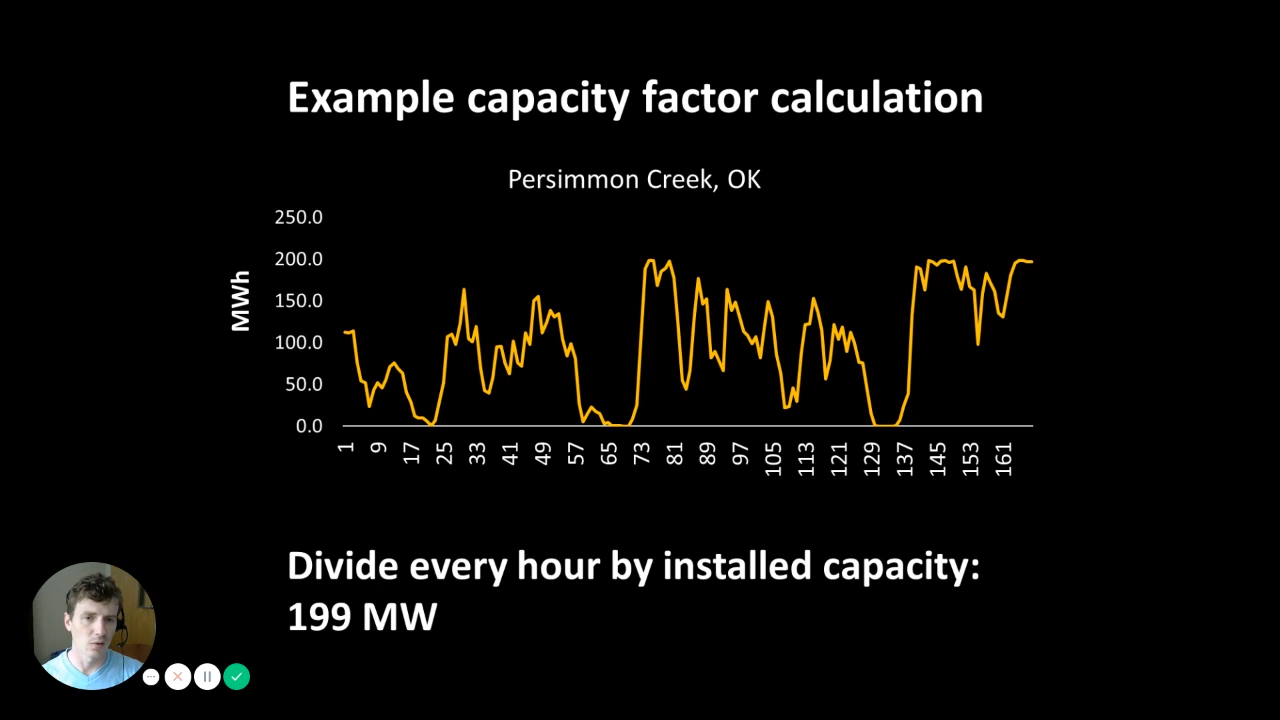 Example capacity factor calculation
Persimmon Creek, OK
MWh
250.0
200.0
150.0
100.0
50.0
0.0
1 9 17 25 33 41 49 57 65 73 81 89 97 105 113 121 129 137 145 153 161
Divide every hour by installed capacity:
199 MW